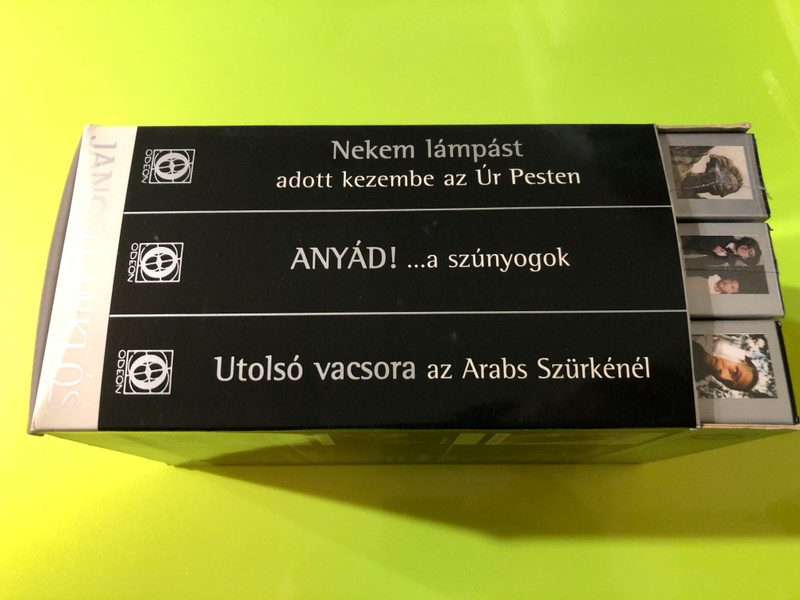 JANCSÓ MIKLÓS
ODEON
Nekem lámpást
adott kezembe az Úr Pesten
ODEON
ANYÁD! ...a szúnyogok
ODEON
Utolsó vacsora az Arabs Szürkénél